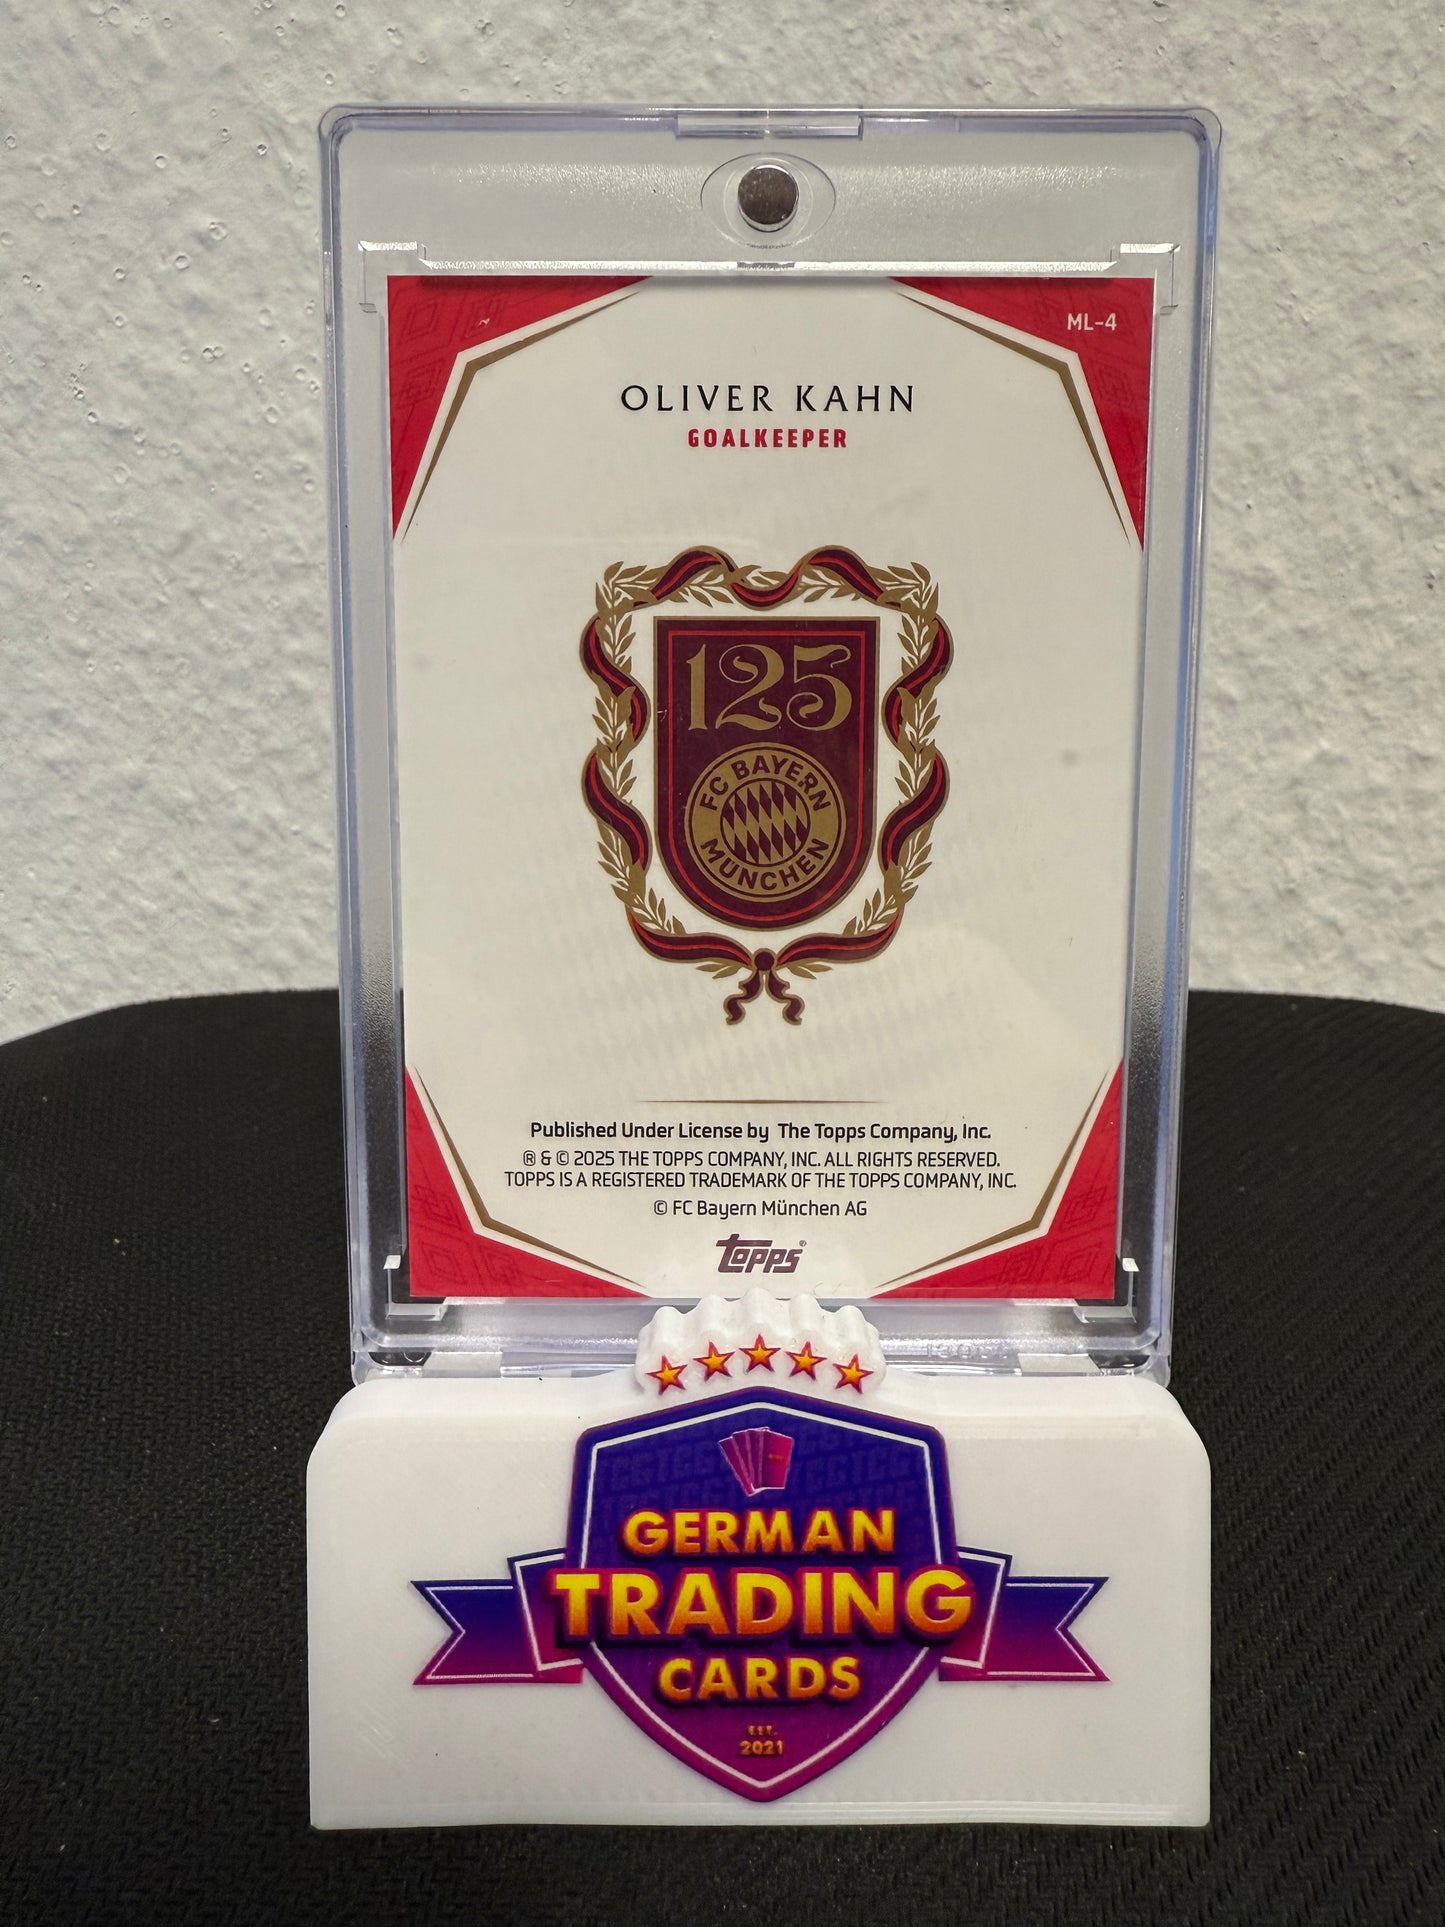 ML-4
OLIVER KAHN
GOALKEEPER
125
FC BAYERN
MÜNCHEN
Published Under License by The Topps Company, Inc.
® & © 2025 THE TOPPS COMPANY, INC. ALL RIGHTS RESERVED.
TOPPS IS A REGISTERED TRADEMARK OF THE TOPPS COMPANY, INC.
© FC Bayern München AG
topps®
GERMAN
TRADING
CARDS
EST.
2021